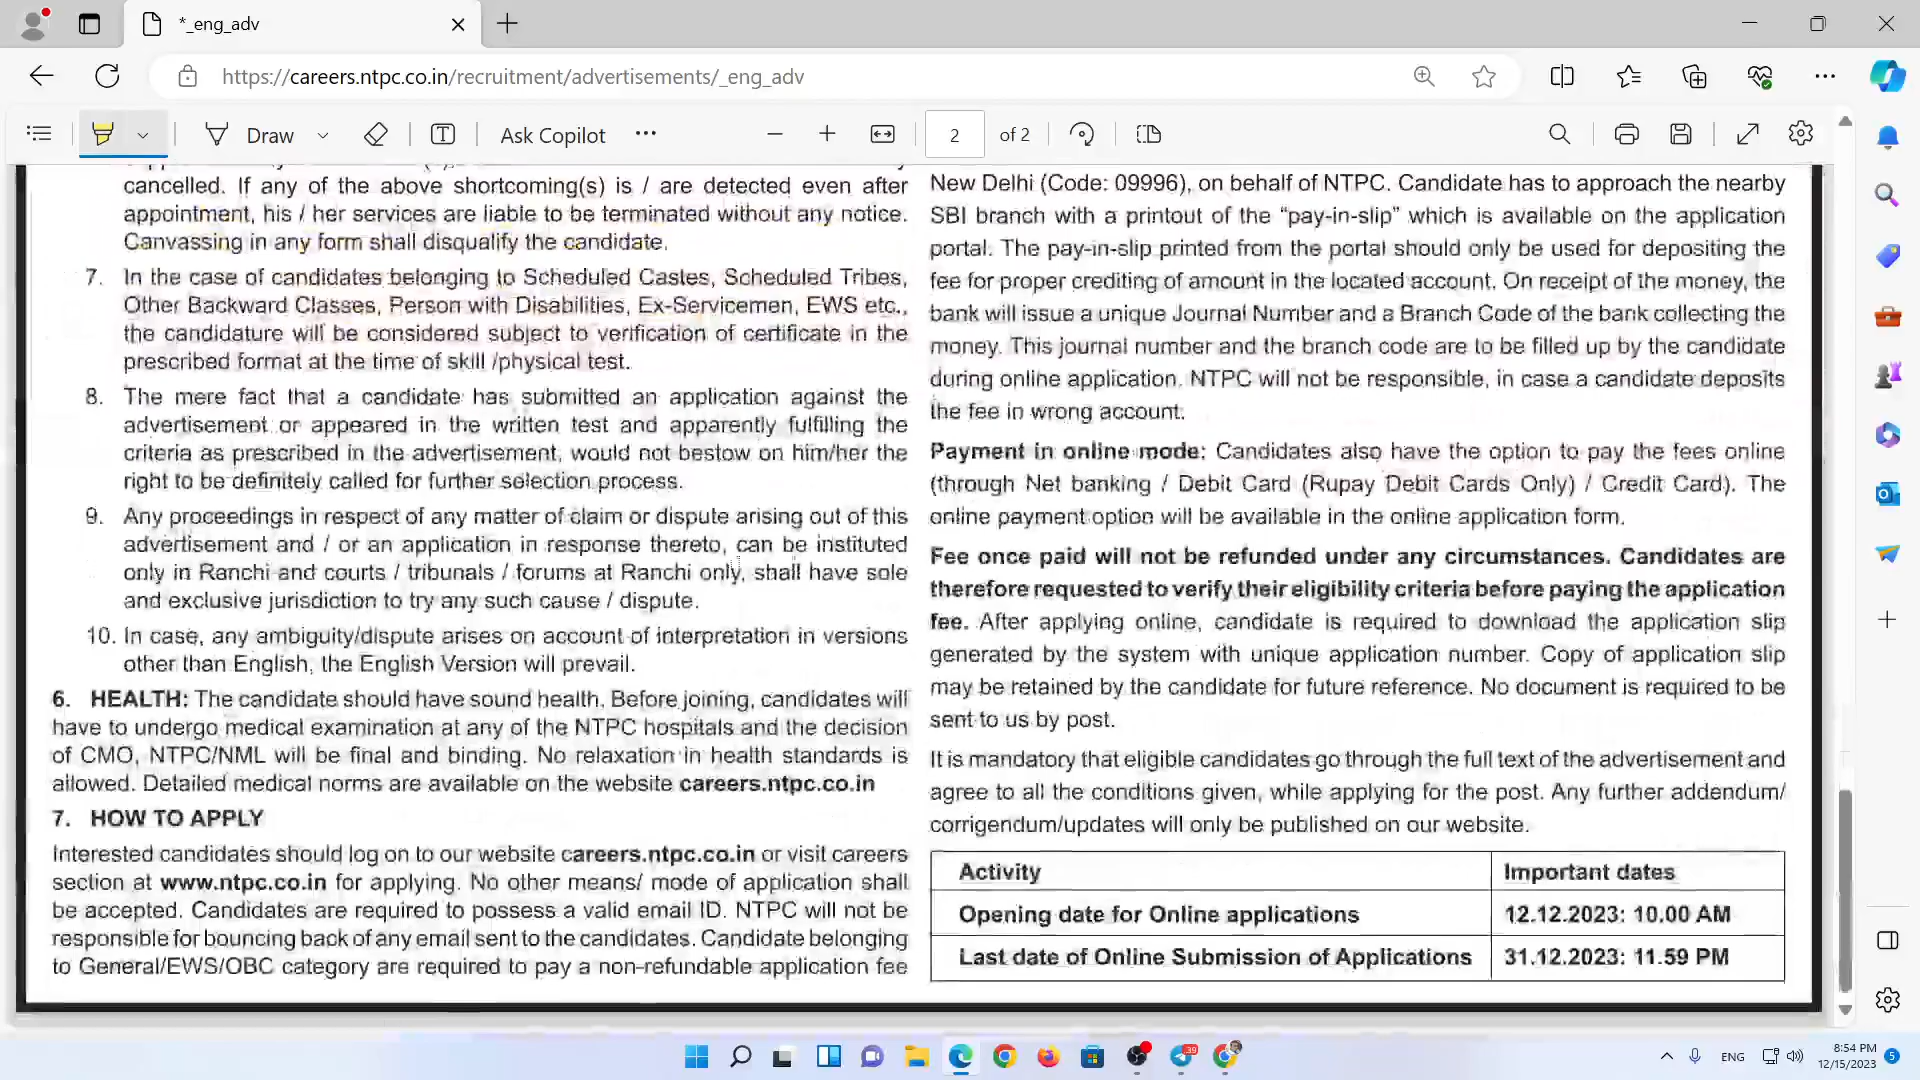 *_eng_adv
https://careers.ntpc.co.in/recruitment/advertisements/_eng_adv
Draw
Ask Copilot
2 of 2
cancelled. If any of the above shortcoming(s) is / are detected even after
appointment, his / her services are liable to be terminated without any notice.
Canvassing in any form shall disqualify the candidate.
7. In the case of candidates belonging to Scheduled Castes, Scheduled Tribes,
Other Backward Classes, Person with Disabilities, Ex-Servicemen, EWS etc.,
the candidature will be considered subject to verification of certificate in the
prescribed format at the time of skill /physical test.
8. The mere fact that a candidate has submitted an application against the
advertisement or appeared in the written test and apparently fulfilling the
criteria as prescribed in the advertisement, would not bestow on him/her the
right to be definitely called for further selection process.
9. Any proceedings in respect of any matter of claim or dispute arising out of this
advertisement and / or an application in response thereto, can be instituted
only in Ranchi and courts / tribunals / forums at Ranchi only, shall have sole
and exclusive jurisdiction to try any such cause / dispute.
10. In case, any ambiguity/dispute arises on account of interpretation in versions
other than English, the English Version will prevail.
6. HEALTH: The candidate should have sound health. Before joining, candidates will
have to undergo medical examination at any of the NTPC hospitals and the decision
of CMO, NTPC/NML will be final and binding. No relaxation in health standards is
allowed. Detailed medical norms are available on the website careers.ntpc.co.in
7. HOW TO APPLY
Interested candidates should log on to our website careers.ntpc.co.in or visit careers
section at www.ntpc.co.in for applying. No other means/ mode of application shall
be accepted. Candidates are required to possess a valid email ID. NTPC will not be
responsible for bouncing back of any email sent to the candidates. Candidate belonging
to General/EWS/OBC category are required to pay a non-refundable application fee
New Delhi (Code: 09996), on behalf of NTPC. Candidate has to approach the nearby
SBI branch with a printout of the “pay-in-slip” which is available on the application
portal. The pay-in-slip printed from the portal should only be used for depositing the
fee for proper crediting of amount in the located account. On receipt of the money, the
bank will issue a unique Journal Number and a Branch Code of the bank collecting the
money. This journal number and the branch code are to be filled up by the candidate
during online application. NTPC will not be responsible, in case a candidate deposits
the fee in wrong account.
Payment in online mode: Candidates also have the option to pay the fees online
(through Net banking / Debit Card (Rupay Debit Cards Only) / Credit Card). The
online payment option will be available in the online application form.
Fee once paid will not be refunded under any circumstances. Candidates are
therefore requested to verify their eligibility criteria before paying the application
fee. After applying online, candidate is required to download the application slip
generated by the system with unique application number. Copy of application slip
may be retained by the candidate for future reference. No document is required to be
sent to us by post.
It is mandatory that eligible candidates go through the full text of the advertisement and
agree to all the conditions given, while applying for the post. Any further addendum/
corrigendum/updates will only be published on our website.
Activity Important dates
Opening date for Online applications 12.12.2023: 10.00 AM
Last date of Online Submission of Applications 31.12.2023: 11.59 PM
39
ENG
8:54 PM
12/15/2023
5